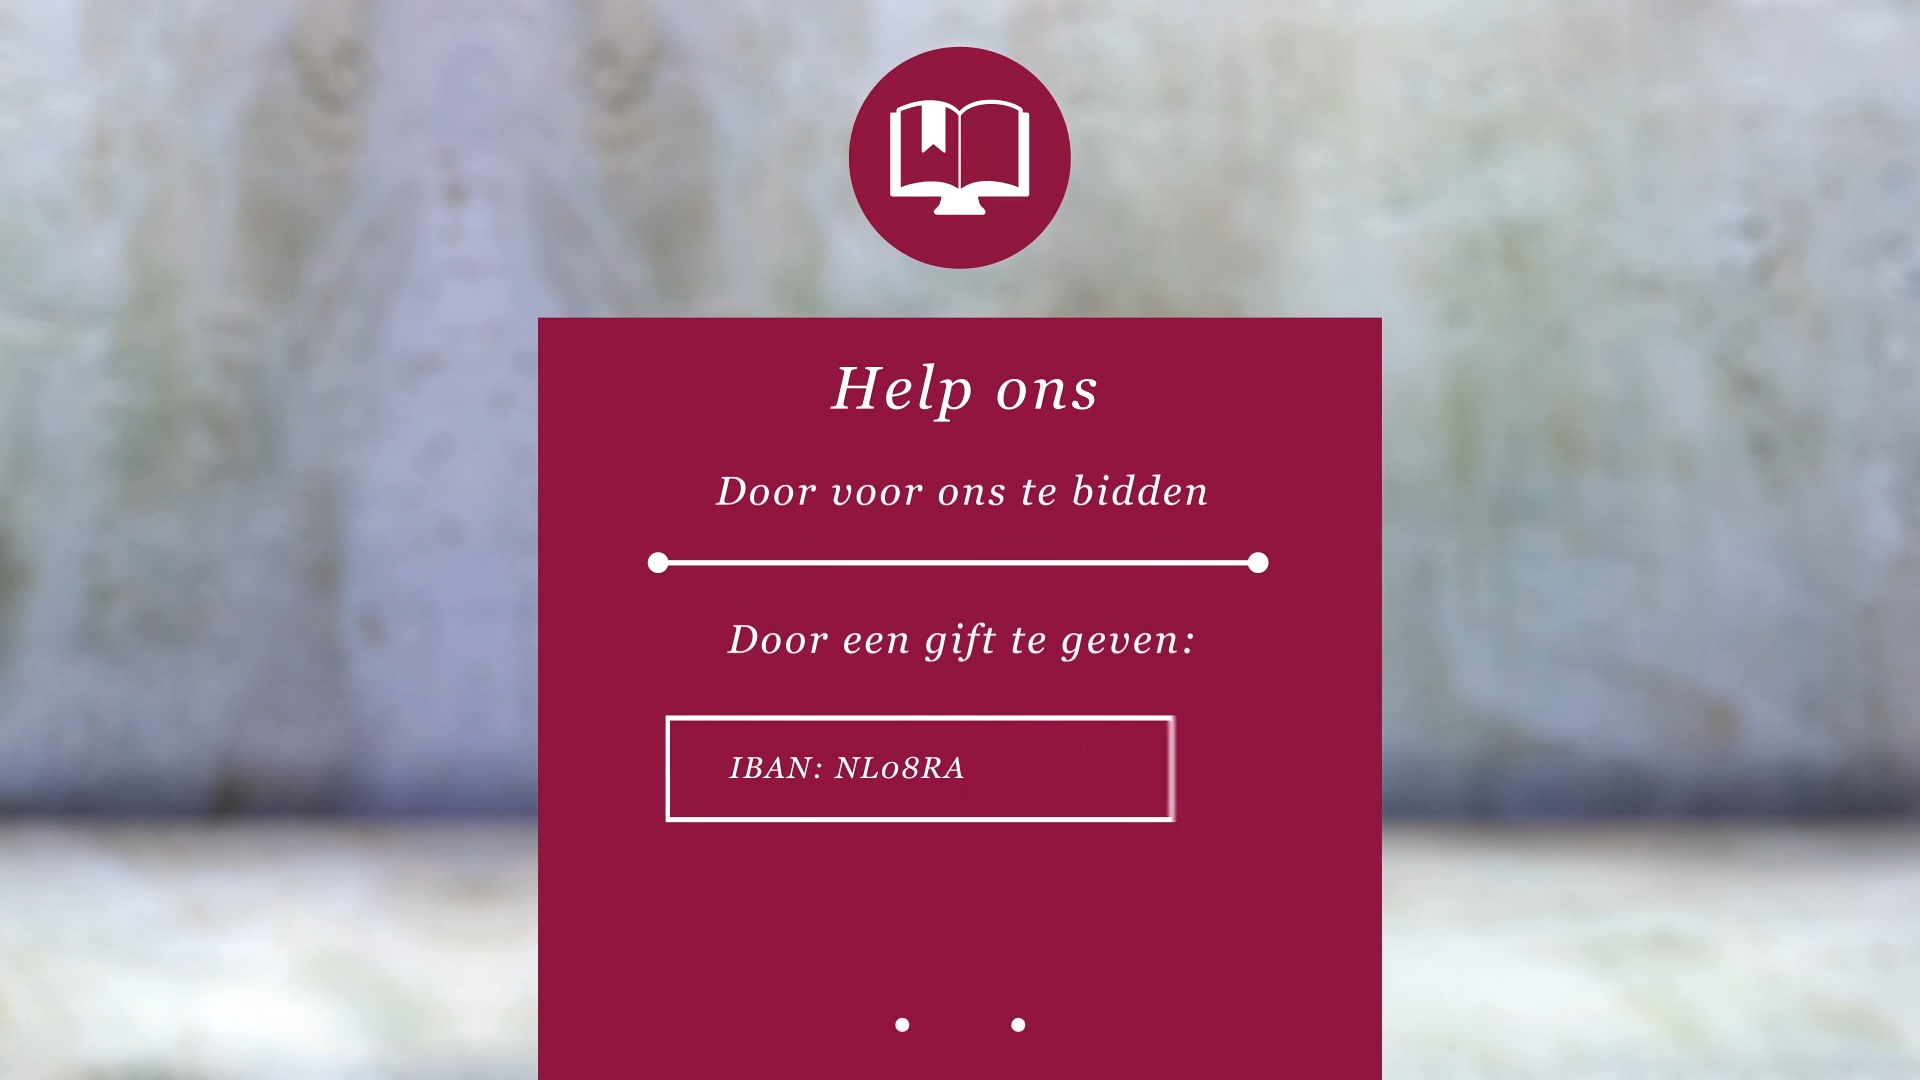 Help ons
Door voor ons te bidden
Door een gift te geven:
IBAN: NL08RA